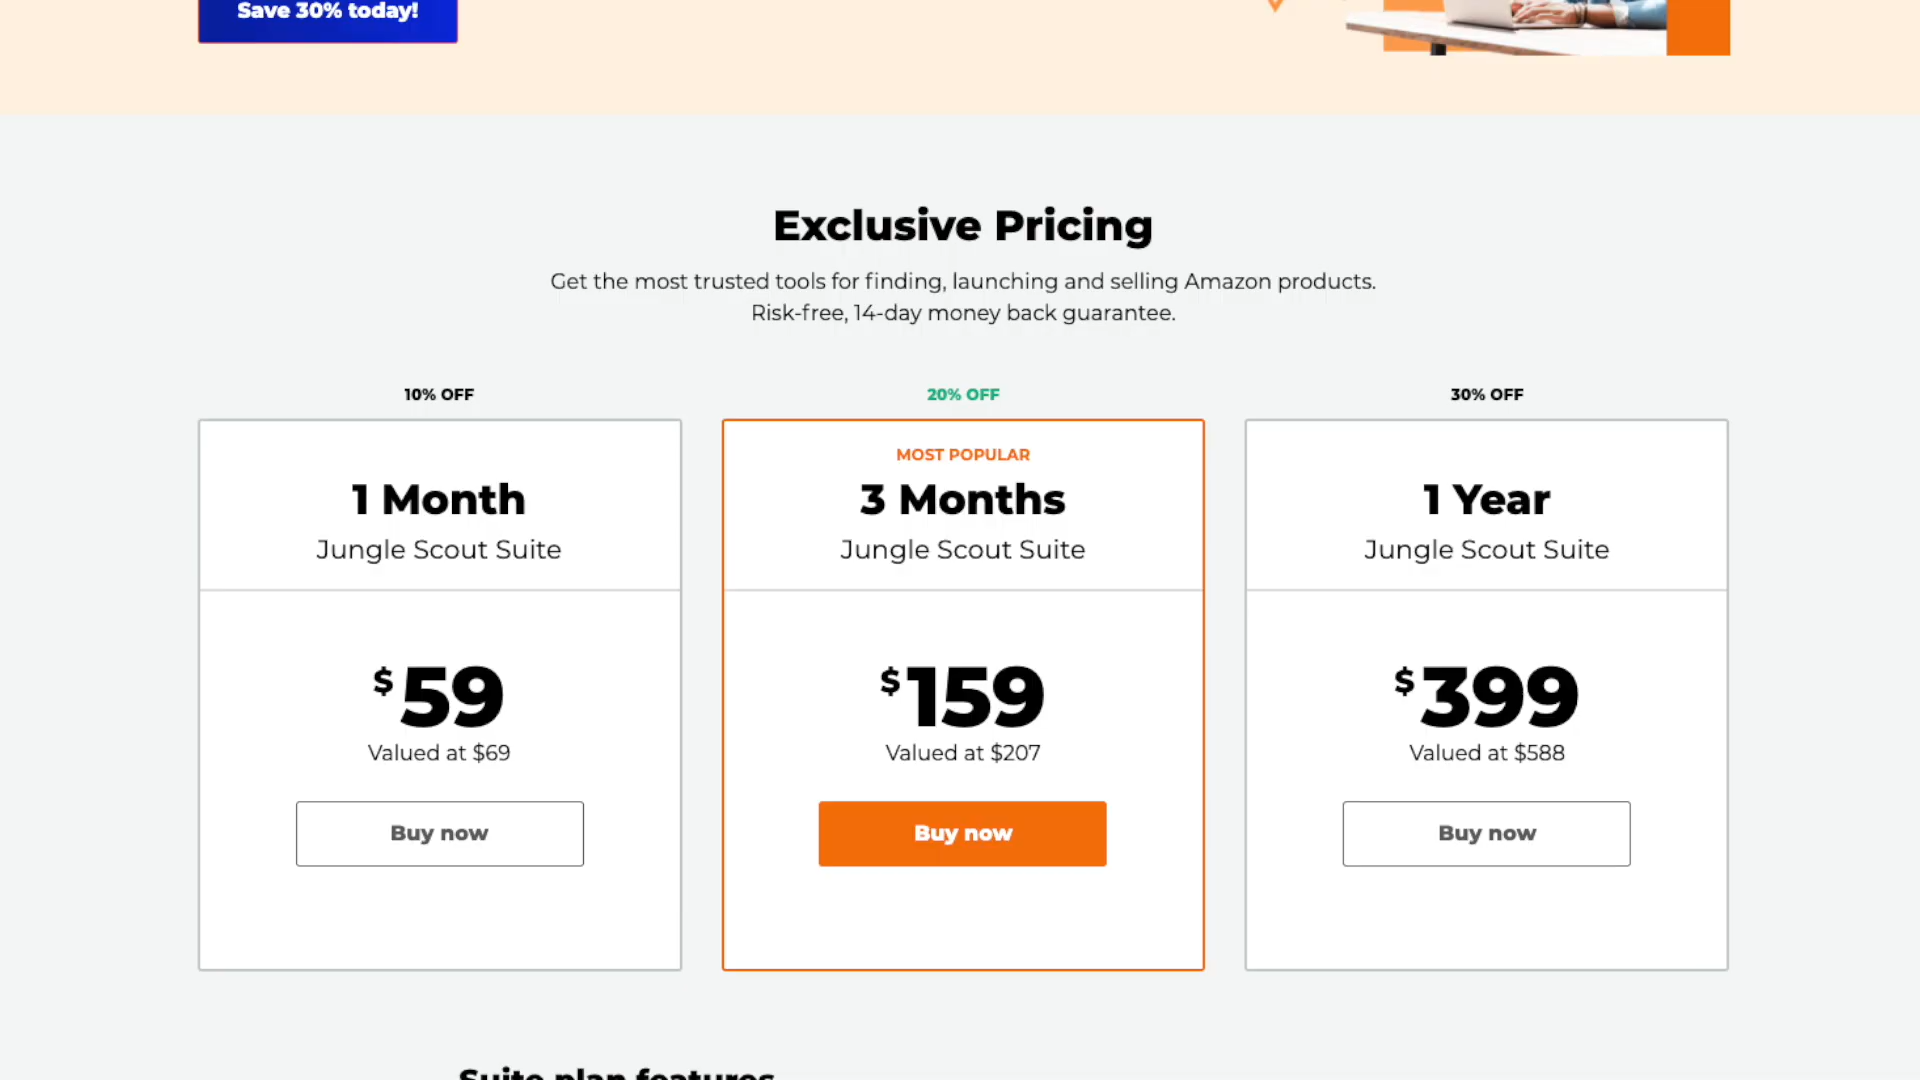 Save 30% today!
Exclusive Pricing
Get the most trusted tools for finding, launching and selling Amazon products.
Risk-free, 14-day money back guarantee.
10% OFF
1 Month
Jungle Scout Suite
$59
Valued at $69
Buy now
20% OFF
MOST POPULAR
3 Months
Jungle Scout Suite
$159
Valued at $207
Buy now
30% OFF
1 Year
Jungle Scout Suite
$399
Valued at $588
Buy now
Suite plan features